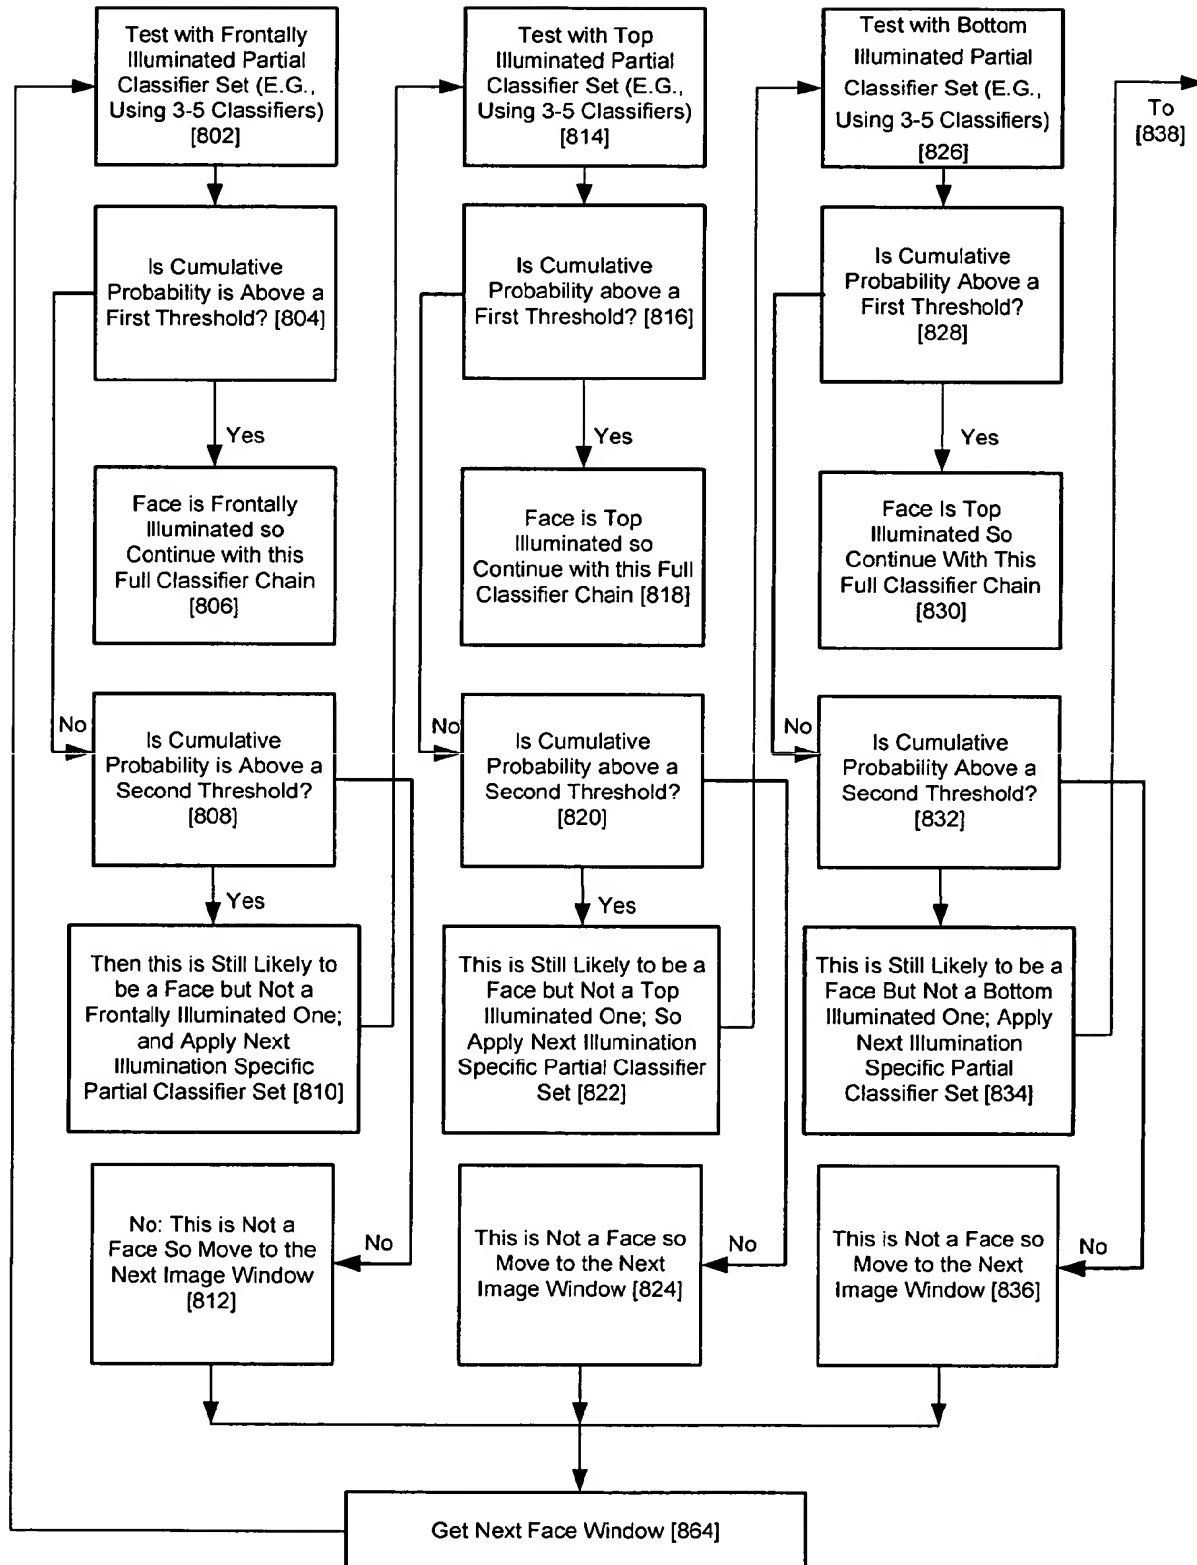 Test with Frontally
Illuminated Partial
Classifier Set (E.G.,
Using 3-5 Classifiers)
[802]
Is Cumulative
Probability is Above a
First Threshold? [804]
Yes
Face is Frontally
Illuminated so
Continue with this
Full Classifier Chain
[806]
No
Is Cumulative
Probability is Above a
Second Threshold?
[808]
Yes
Then this is Still Likely to
be a Face but Not a
Frontally Illuminated One;
and Apply Next
Illumination Specific
Partial Classifier Set [810]
No: This is Not a
Face So Move to the
Next Image Window
[812]
No
Test with Top
Illuminated Partial
Classifier Set (E.G.,
Using 3-5 Classifiers)
[814]
Is Cumulative
Probability above a
First Threshold? [816]
Yes
Face is Top
Illuminated so
Continue with this Full
Classifier Chain [818]
No
Is Cumulative
Probability above a
Second Threshold?
[820]
Yes
This is Still Likely to be a
Face but Not a Top
Illuminated One; So
Apply Next Illumination
Specific Partial Classifier
Set [822]
This is Not a Face so
Move to the Next
Image Window [824]
No
Test with Bottom
Illuminated Partial
Classifier Set (E.G.,
Using 3-5 Classifiers)
[826]
To
[838]
Is Cumulative
Probability Above a
First Threshold?
[828]
Yes
Face Is Top
Illuminated So
Continue With This
Full Classifier Chain
[830]
No
Is Cumulative
Probability Above a
Second Threshold?
[832]
This is Still Likely to be a
Face But Not a Bottom
Illuminated One; Apply
Next Illumination
Specific Partial
Classifier Set [834]
This is Not a Face so
Move to the Next
Image Window [836]
No
Get Next Face Window [864]